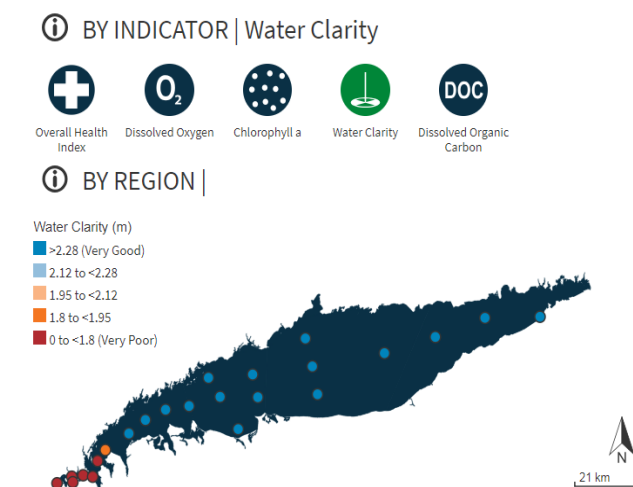 BY INDICATOR | Water Clarity
O2
DOC
Overall Health Index
Dissolved Oxygen
Chlorophyll a
Water Clarity
Dissolved Organic Carbon
BY REGION |
Water Clarity (m)
>2.28 (Very Good)
2.12 to <2.28
1.95 to <2.12
1.8 to <1.95
0 to <1.8 (Very Poor)
N
21 km